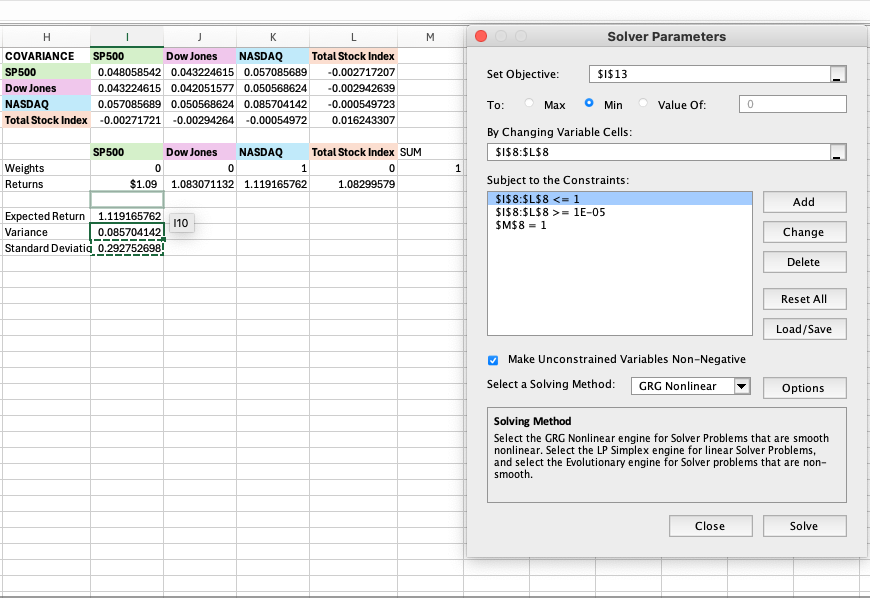 Solver Parameters
H I J K L M
COVARIANCE SP500 Dow Jones NASDAQ Total Stock Index
SP500 0.048058542 0.043224615 0.057085689 -0.002717207
Dow Jones 0.043224615 0.042051577 0.050568624 -0.002942639
NASDAQ 0.057085689 0.050568624 0.085704142 -0.000549723
Total Stock Index -0.00271721 -0.00294264 -0.00054972 0.016243307
SP500 Dow Jones NASDAQ Total Stock Index SUM
Weights 0 0 1 0 1
Returns $1.09 1.083071132 1.119165762 1.08299579
Expected Return 1.119165762
I10
Variance 0.085704142
Standard Deviatio 0.292752698
Set Objective: $I$13
To: Max Min Value Of: 0
By Changing Variable Cells:
$I$8:$L$8
Subject to the Constraints:
$I$8:$L$8 <= 1
$I$8:$L$8 >= 1E-05
$M$8 = 1
Add
Change
Delete
Reset All
Load/Save
Make Unconstrained Variables Non-Negative
Select a Solving Method: GRG Nonlinear Options
Solving Method
Select the GRG Nonlinear engine for Solver Problems that are smooth
nonlinear. Select the LP Simplex engine for linear Solver Problems,
and select the Evolutionary engine for Solver problems that are non-
smooth.
Close Solve